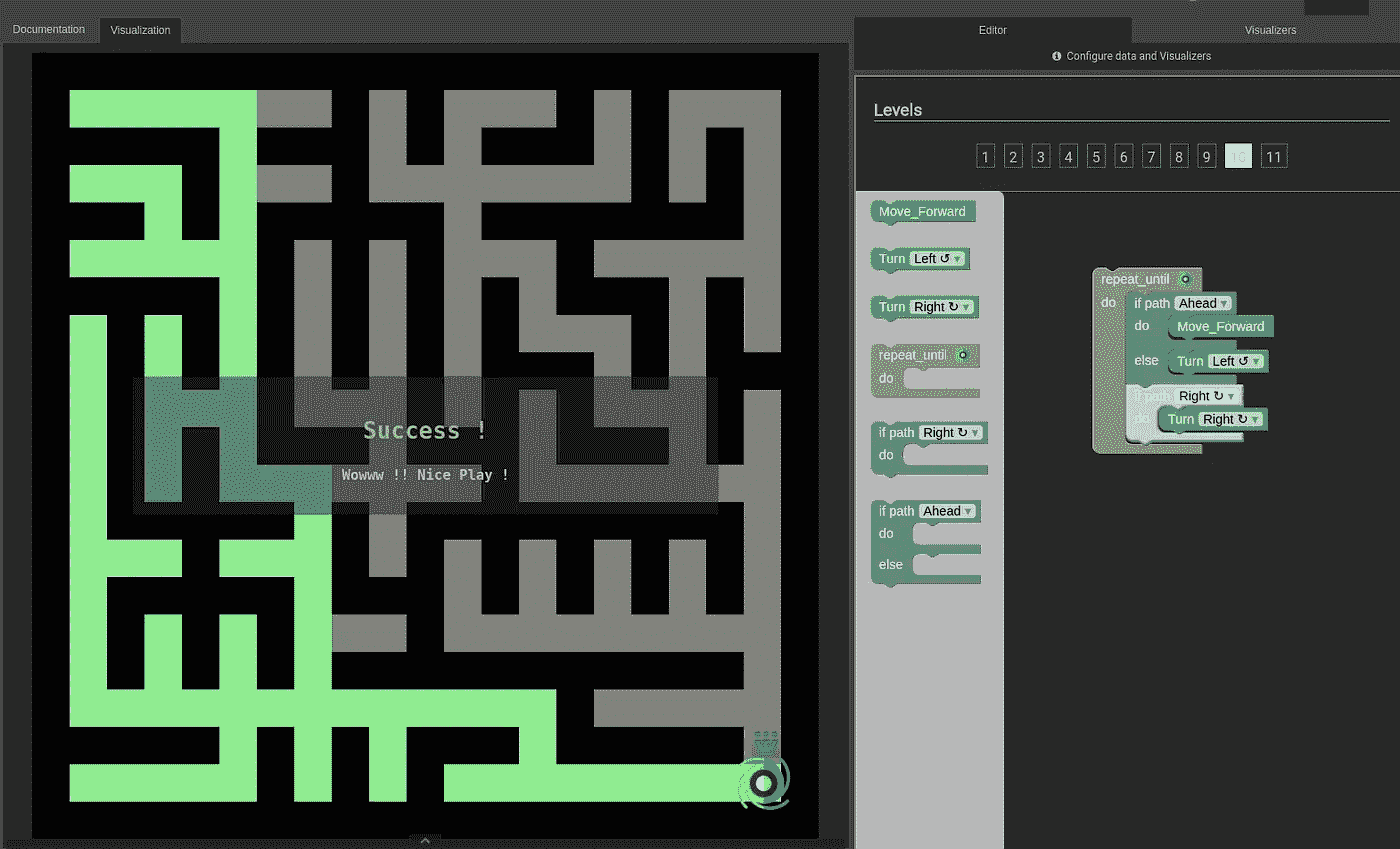 Documentation
Visualization
Editor
Visualizers
Configure data and Visualizers
Levels
1 2 3 4 5 6 7 8 9 10 11
Move_Forward
Turn Left ↺ ▾
Turn Right ↻ ▾
repeat_until
do
if path Right ↻ ▾
do
if path Ahead ▾
do
else
repeat_until
do if path Ahead ▾
do Move_Forward
else Turn Left ↺ ▾
if path Right ↻ ▾
do Turn Right ↻ ▾
Success !
Wowww !! Nice Play !